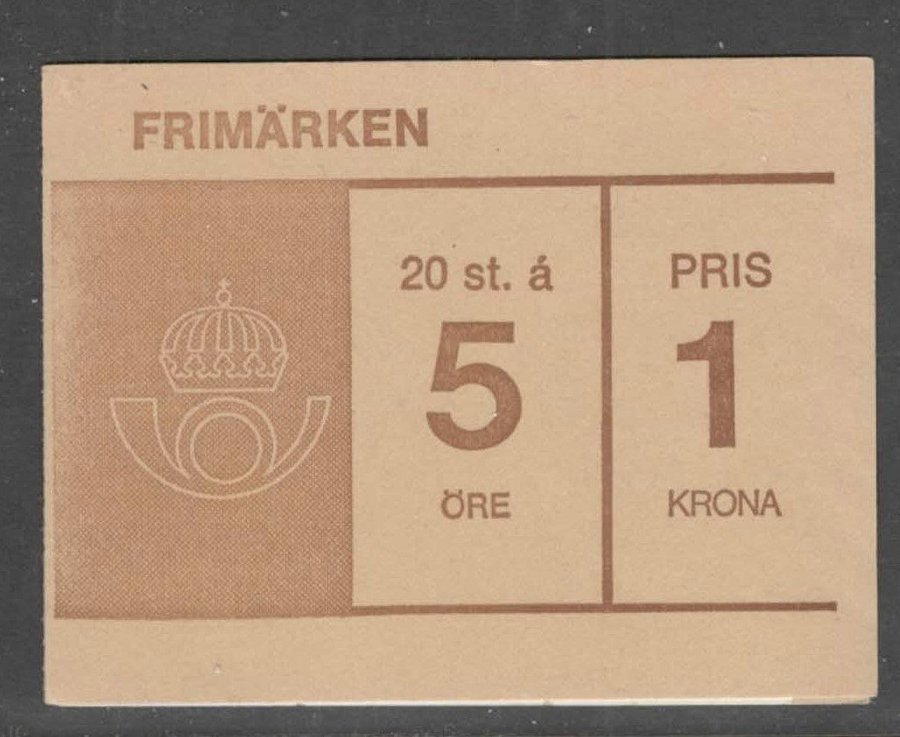 FRIMÄRKEN
20 st. á
5
ÖRE
PRIS
1
KRONA